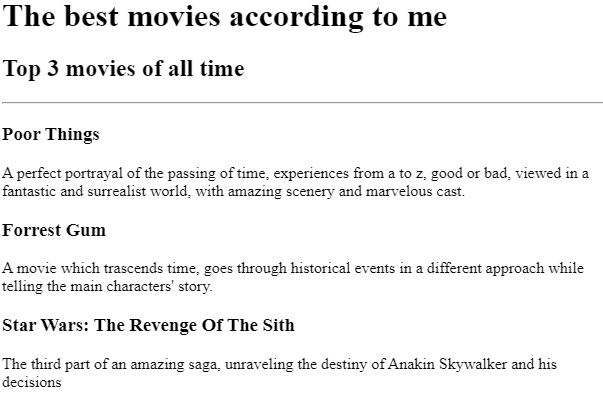 The best movies according to me
Top 3 movies of all time
Poor Things
A perfect portrayal of the passing of time, experiences from a to z, good or bad, viewed in a
fantastic and surrealist world, with amazing scenery and marvelous cast.
Forrest Gum
A movie which trascends time, goes through historical events in a different approach while
telling the main characters' story.
Star Wars: The Revenge Of The Sith
The third part of an amazing saga, unraveling the destiny of Anakin Skywalker and his
decisions